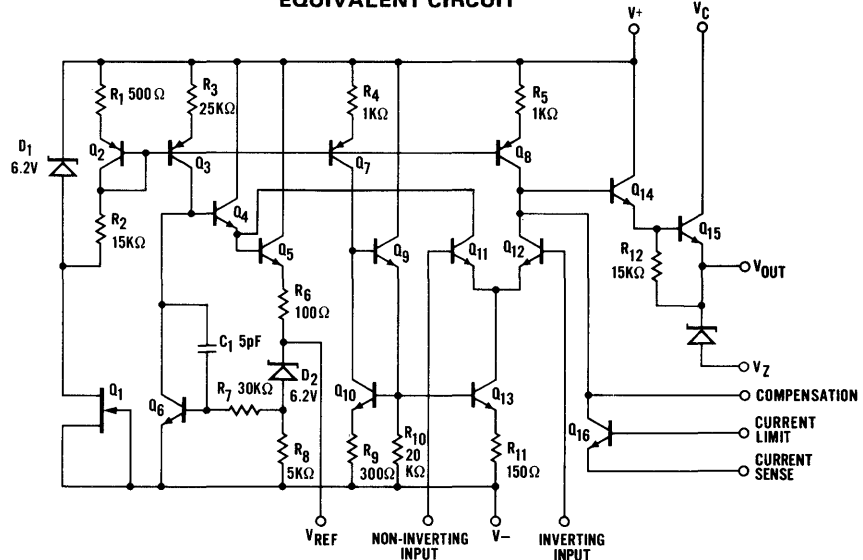 EQUIVALENT CIRCUIT
V+
VC
R1 500Ω
R3
25KΩ
R4
1KΩ
R5
1KΩ
D1
6.2V
Q2
Q3
Q7
Q8
Q14
R2
15KΩ
Q4
Q5
Q9
Q11
Q12
Q15
R12
15KΩ
VOUT
R6
100Ω
C1 5pF
VZ
Q1
Q6
R7 30KΩ
D2
6.2V
Q10
Q13
COMPENSATION
Q16
CURRENT
LIMIT
R8
5KΩ
R9
300Ω
R10
20
KΩ
R11
150Ω
CURRENT
SENSE
VREF
NON-INVERTING
INPUT
V–
INVERTING
INPUT